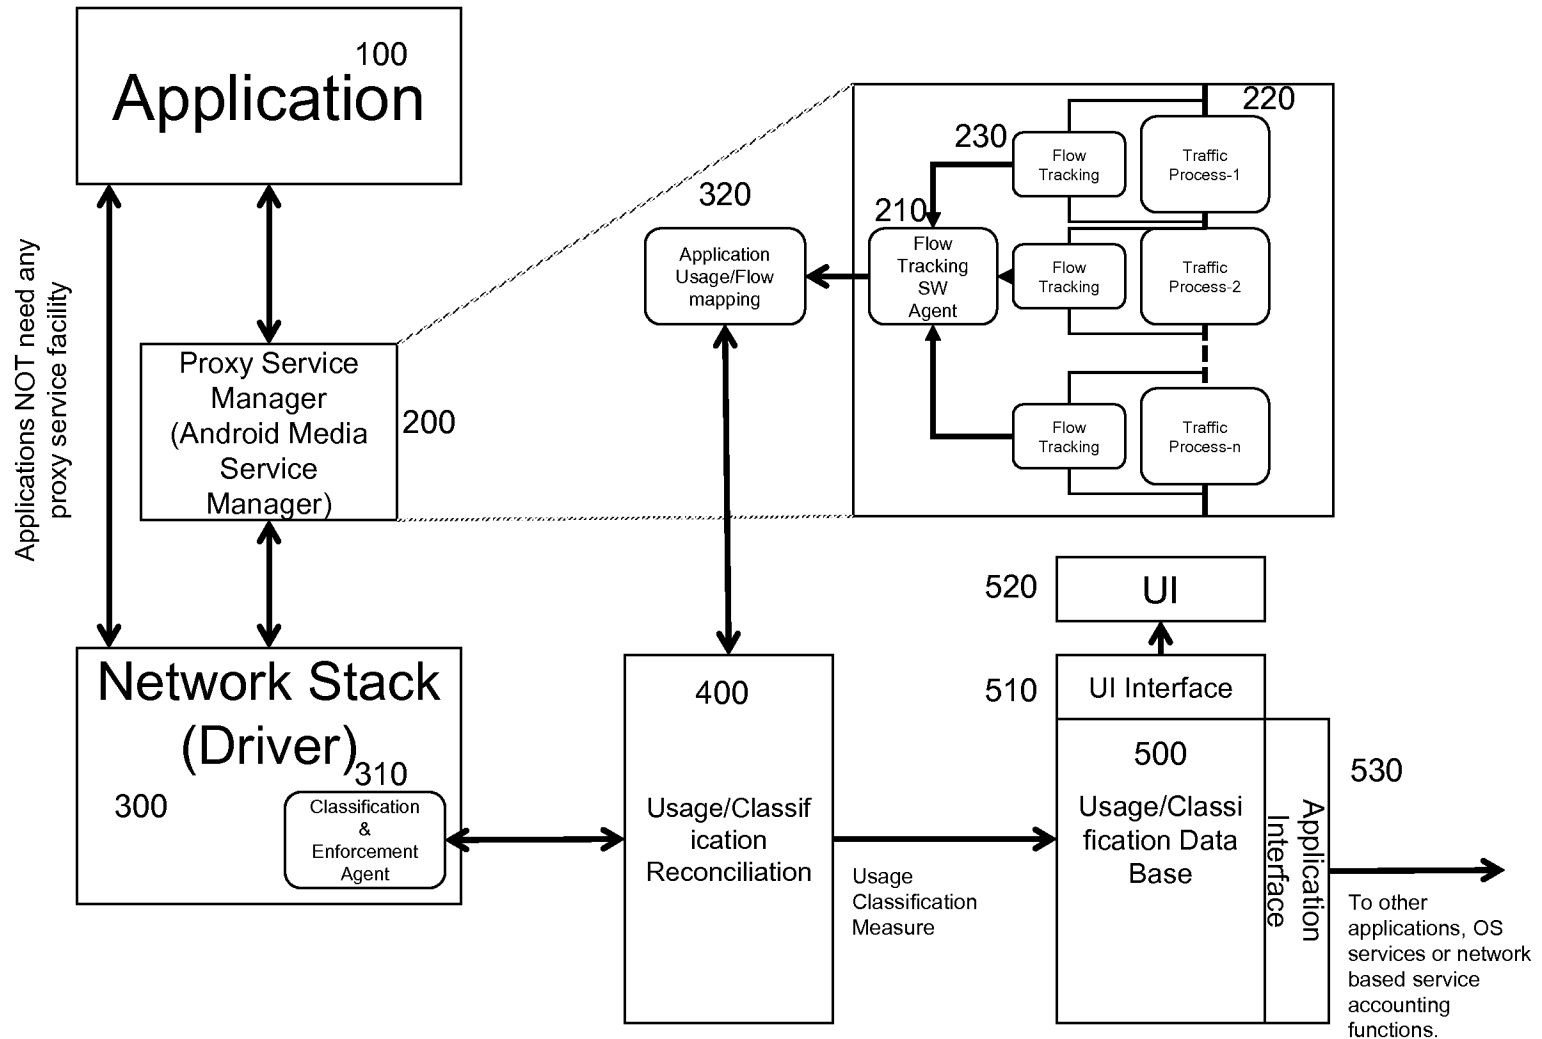 100
Application
Applications NOT need any
proxy service facility
Proxy Service
Manager
(Android Media
Service
Manager)
200
320
Application
Usage/Flow
mapping
210
Flow
Tracking
SW
Agent
230
Flow
Tracking
220
Traffic
Process-1
Flow
Tracking
Traffic
Process-2
Flow
Tracking
Traffic
Process-n
Network Stack
(Driver)
300
310
Classification
&
Enforcement
Agent
400
Usage/Classif
ication
Reconciliation
Usage
Classification
Measure
520
UI
510
UI Interface
500
Usage/Classi
fication Data
Base
Application
Interface
530
To other
applications, OS
services or network
based service
accounting
functions.